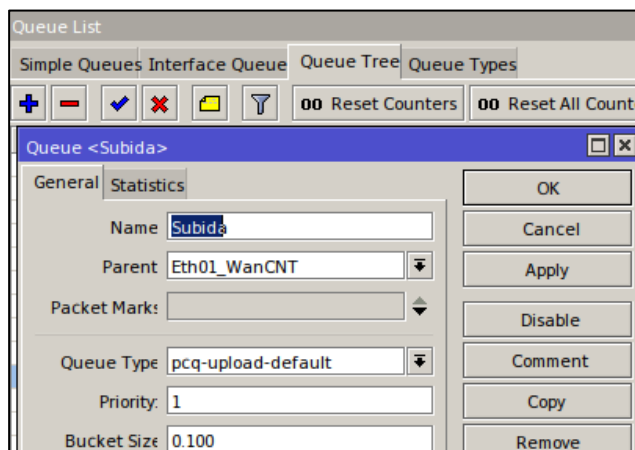 Queue List
Simple Queues Interface Queue Queue Tree Queue Types
00 Reset Counters 00 Reset All Count
Queue <Subida>
General Statistics
OK
Name Subida
Cancel
Parent Eth01_WanCNT
Apply
Packet Marks
Disable
Queue Type pcq-upload-default
Comment
Priority: 1
Copy
Bucket Size 0.100
Remove